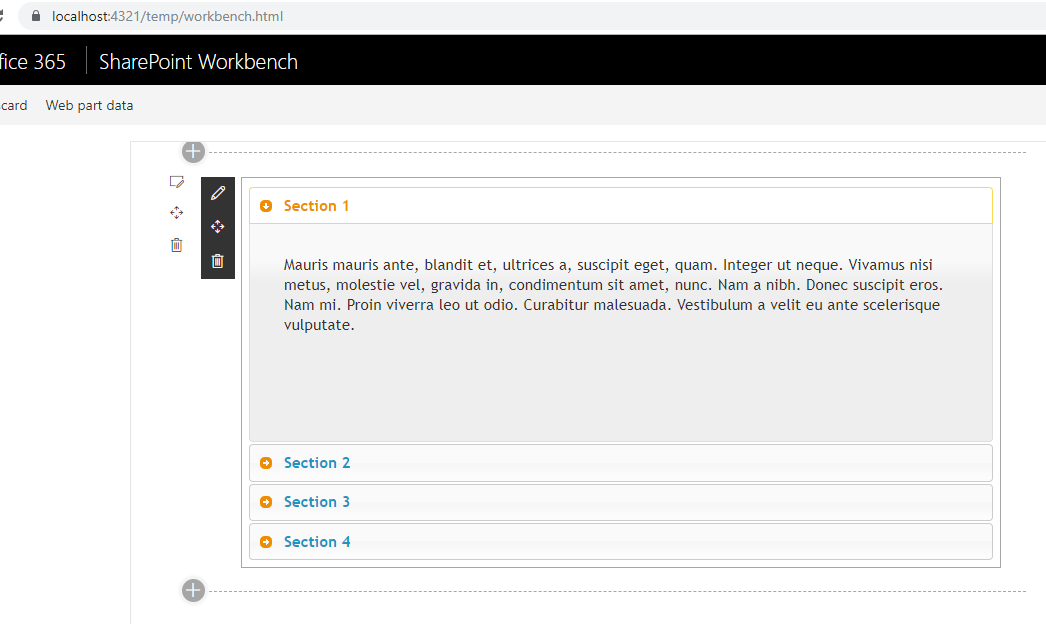 localhost:4321/temp/workbench.html
fice 365 SharePoint Workbench
card Web part data
Section 1
Mauris mauris ante, blandit et, ultrices a, suscipit eget, quam. Integer ut neque. Vivamus nisi
metus, molestie vel, gravida in, condimentum sit amet, nunc. Nam a nibh. Donec suscipit eros.
Nam mi. Proin viverra leo ut odio. Curabitur malesuada. Vestibulum a velit eu ante scelerisque
vulputate.
Section 2
Section 3
Section 4